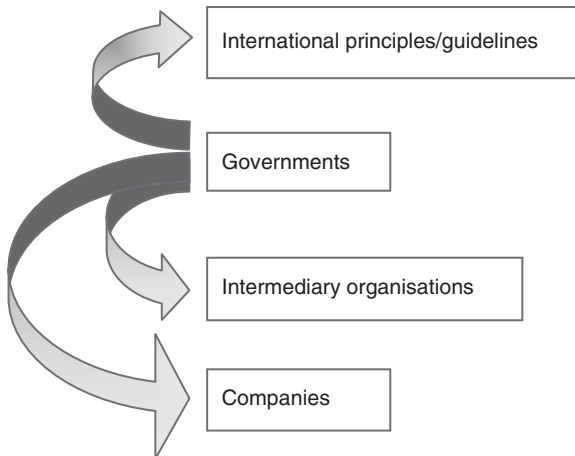 International principles/guidelines
Governments
Intermediary organisations
Companies